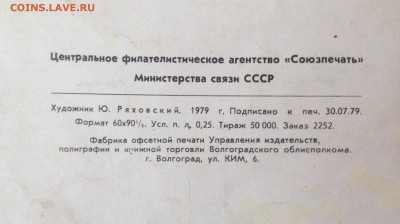 COINS.LAVE.RU
Центральное филателистическое агентство «Союзпечать»
Министерства связи СССР
Художник Ю. Ряховский. 1979 г. Подписано к печ. 30.07.79.
Формат 60х90¹/₈. Усл. п. л, 0,25. Тираж 50 000. Заказ 2252.
Фабрика офсетной печати Управления издательств,
полиграфии и книжной торговли Волгоградского облисполкома.
г. Волгоград, ул. КИМ, 6.